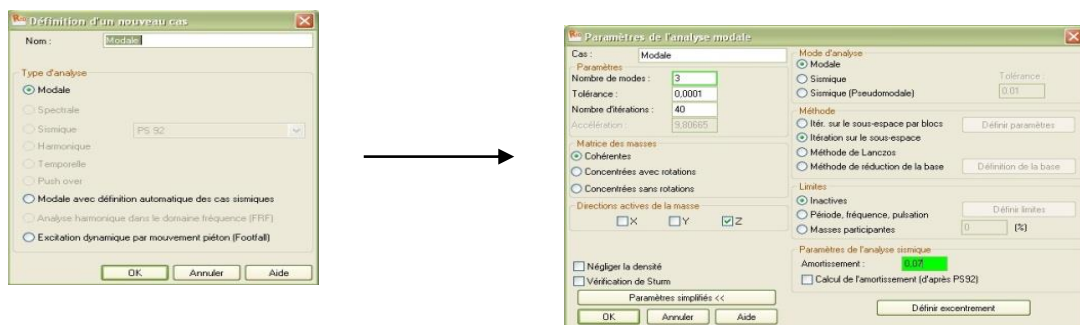 Définition d'un nouveau cas
Nom : Modale
Type d'analyse
Modale
Spectrale
Sismique PS 92
Harmonique
Temporelle
Push over
Modale avec définition automatique des cas sismiques
Analyse harmonique dans le domaine fréquence (FRF)
Excitation dynamique par mouvement piéton (Footfall)
OK Annuler Aide
Paramètres de l'analyse modale
Cas : Modale
Paramètres
Nombre de modes : 3
Tolérance : 0,0001
Nombre d'itérations : 40
Accélération : 9,80665
Matrice des masses
Cohérentes
Concentrées avec rotations
Concentrées sans rotations
Directions actives de la masse
X Y Z
Négliger la densité
Vérification de Sturm
Paramètres simplifiés <<
OK Annuler Aide
Mode d'analyse
Modale
Sismique Tolérance :
Sismique (Pseudomodale) 0.01
Méthode
Itér. sur le sous-espace par blocs Définir paramètres
Itération sur le sous-espace
Méthode de Lanczos
Méthode de réduction de la base Définition de la base
Limites
Inactives
Période, fréquence, pulsation Définir limites
Masses participantes 0 (%)
Paramètres de l'analyse sismique
Amortissement : 0,07
Calcul de l'amortissement (d'après PS92)
Définir excentrement